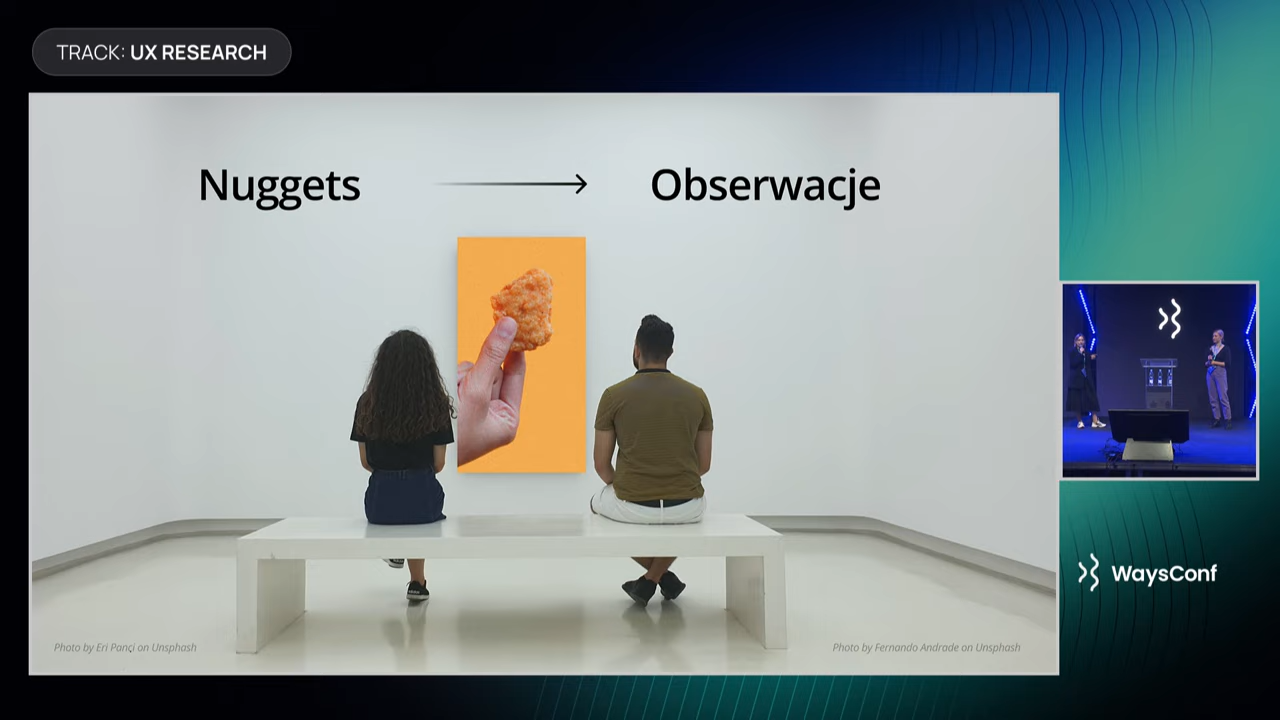 TRACK: UX RESEARCH
Nuggets
Obserwacje
Photo by Eri Pançi on Unsphash
Photo by Fernando Andrade on Unsphash
WaysConf